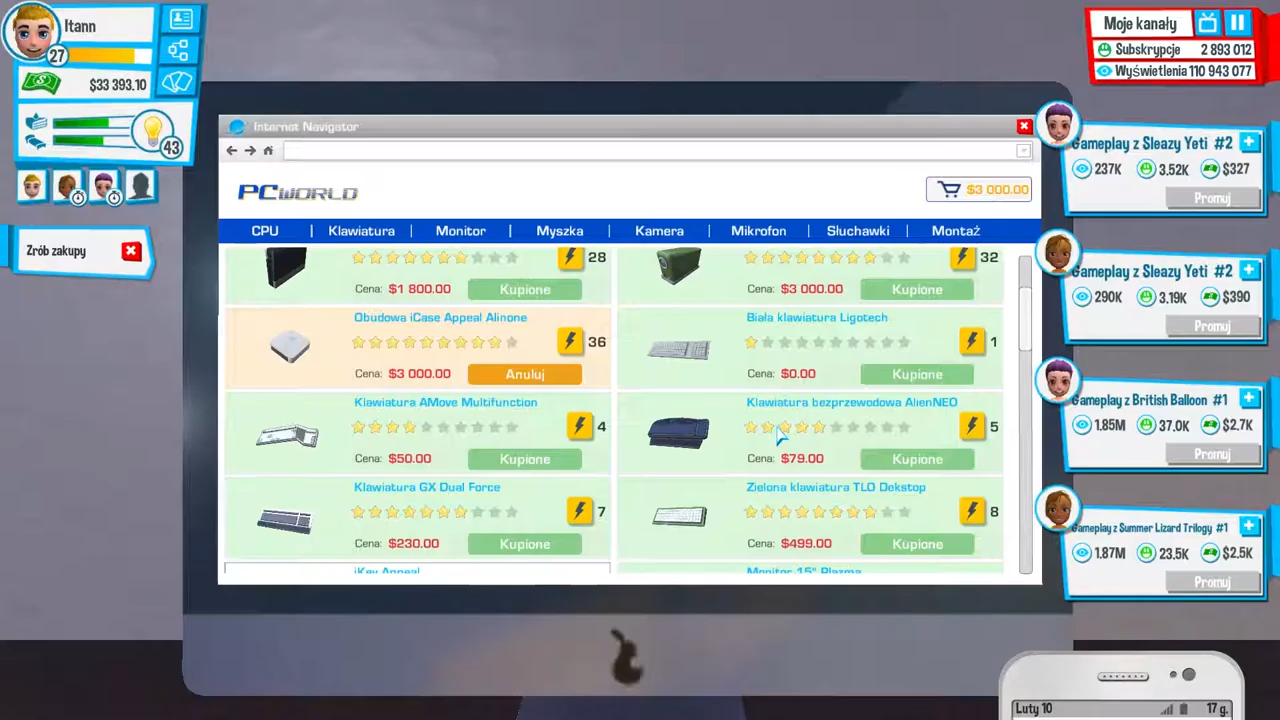 Itann
27
$33 393.10
43
Zrób zakupy
Moje kanały
Subskrypcje 2 893 012
Wyświetlenia 110 943 077
Gameplay z Sleazy Yeti #2
237K 3.52K $327
Promuj
Gameplay z Sleazy Yeti #2
290K 3.19K $390
Promuj
Gameplay z British Balloon #1
1.85M 37.0K $2.7K
Promuj
Gameplay z Summer Lizard Trilogy #1
1.87M 23.5K $2.5K
Promuj
Internet Navigator
PCWORLD
$3 000.00
CPU | Klawiatura | Monitor | Myszka | Kamera | Mikrofon | Słuchawki | Montaż
28
Cena: $1 800.00 Kupione
32
Cena: $3 000.00 Kupione
Obudowa iCase Appeal Alinone
36
Cena: $3 000.00 Anuluj
Biała klawiatura Ligotech
1
Cena: $0.00 Kupione
Klawiatura AMove Multifunction
4
Cena: $50.00 Kupione
Klawiatura bezprzewodowa AlienNEO
5
Cena: $79.00 Kupione
Klawiatura GX Dual Force
7
Cena: $230.00 Kupione
Zielona klawiatura TLO Dekstop
8
Cena: $499.00 Kupione
iKey Appeal
Monitor 15" Plazma
Luty 10 17 g.